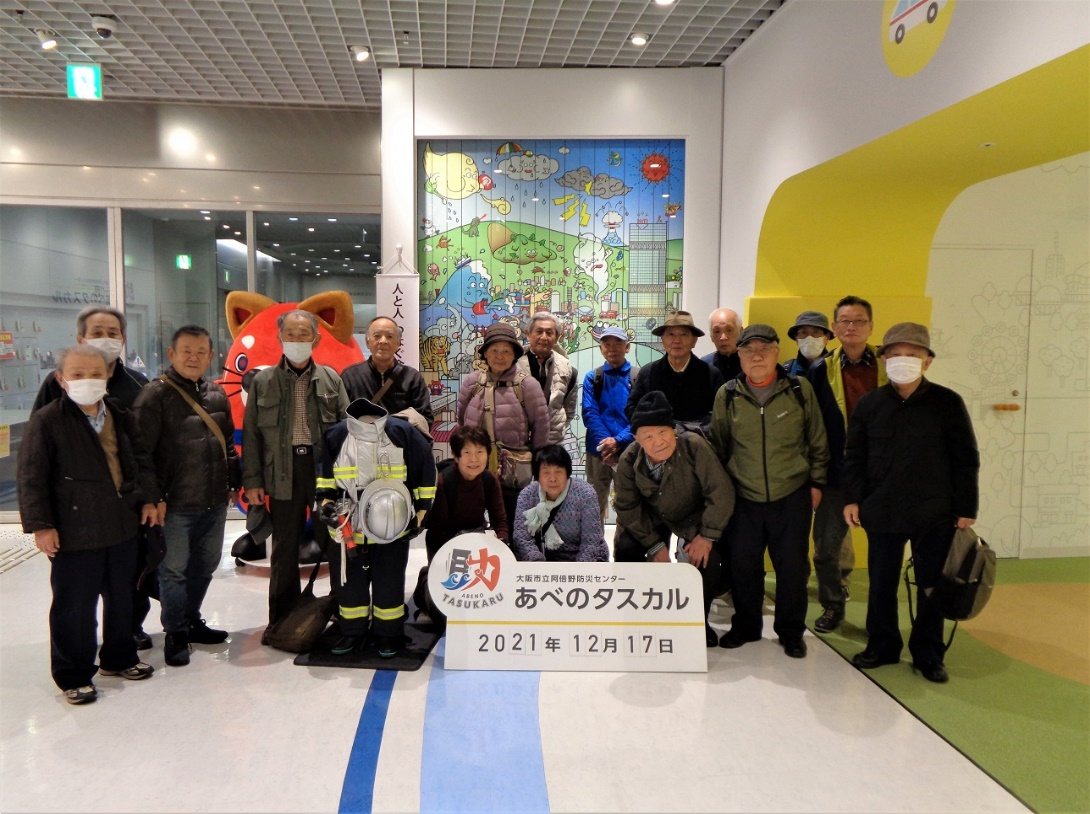 人と人
助
ABENO
TASUKARU
大阪市立阿倍野防災センター
あべのタスカル
2021年 12月 17日